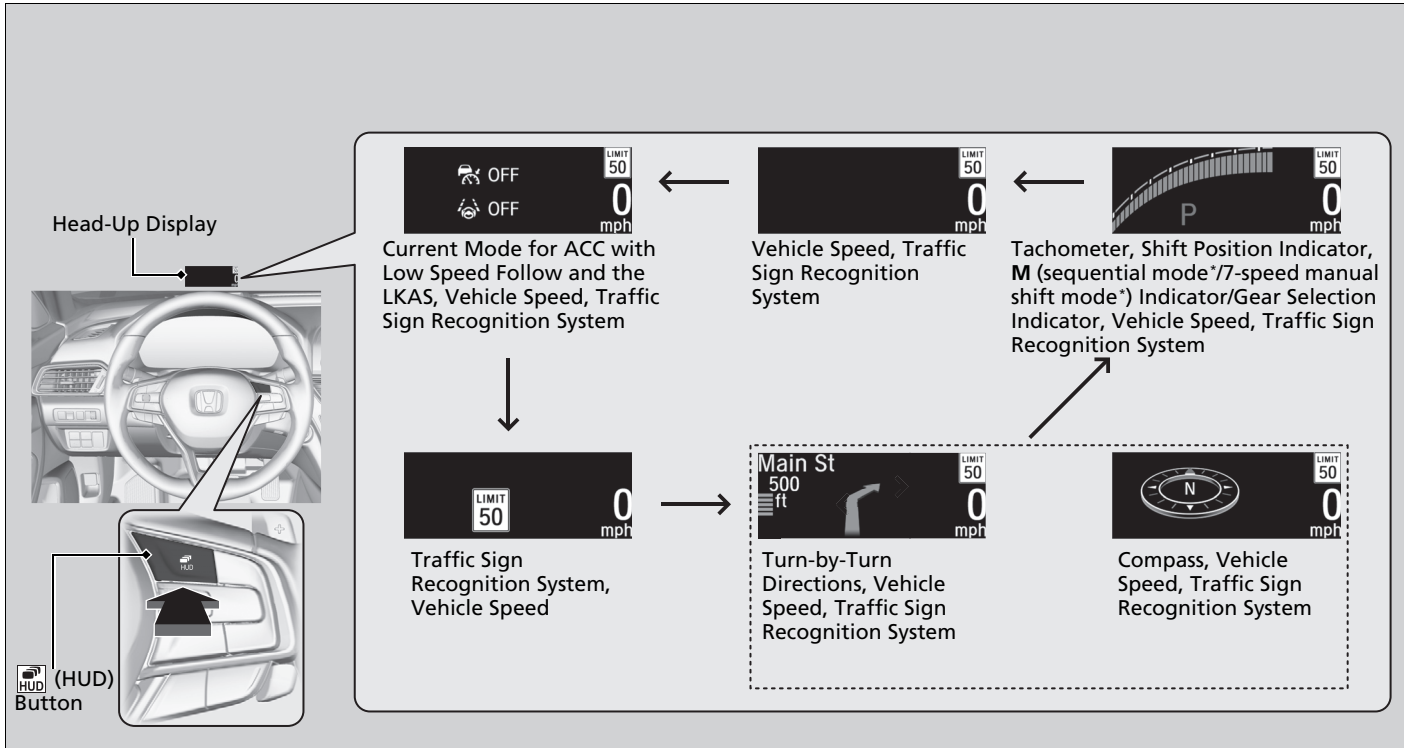 Head-Up Display
OFF
OFF
LIMIT
50
0
mph
Current Mode for ACC with
Low Speed Follow and the
LKAS, Vehicle Speed, Traffic
Sign Recognition System
LIMIT
50
0
mph
Vehicle Speed, Traffic
Sign Recognition
System
P
LIMIT
50
0
mph
Tachometer, Shift Position Indicator,
M (sequential mode*/7-speed manual
shift mode*) Indicator/Gear Selection
Indicator, Vehicle Speed, Traffic Sign
Recognition System
LIMIT
50
0
mph
Traffic Sign
Recognition System,
Vehicle Speed
Main St
500
ft
LIMIT
50
0
mph
Turn-by-Turn
Directions, Vehicle
Speed, Traffic Sign
Recognition System
N
LIMIT
50
0
mph
Compass, Vehicle
Speed, Traffic Sign
Recognition System
HUD
HUD (HUD)
Button